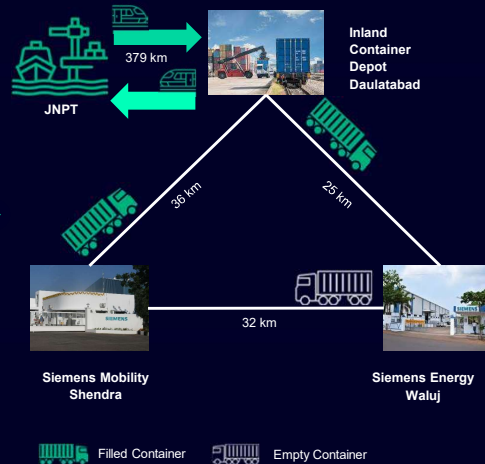 379 km
JNPT
Inland
Container
Depot
Daulatabad
36 km
25 km
SIEMENS
32 km
Siemens Mobility
Shendra
Siemens Energy
Waluj
Filled Container
Empty Container